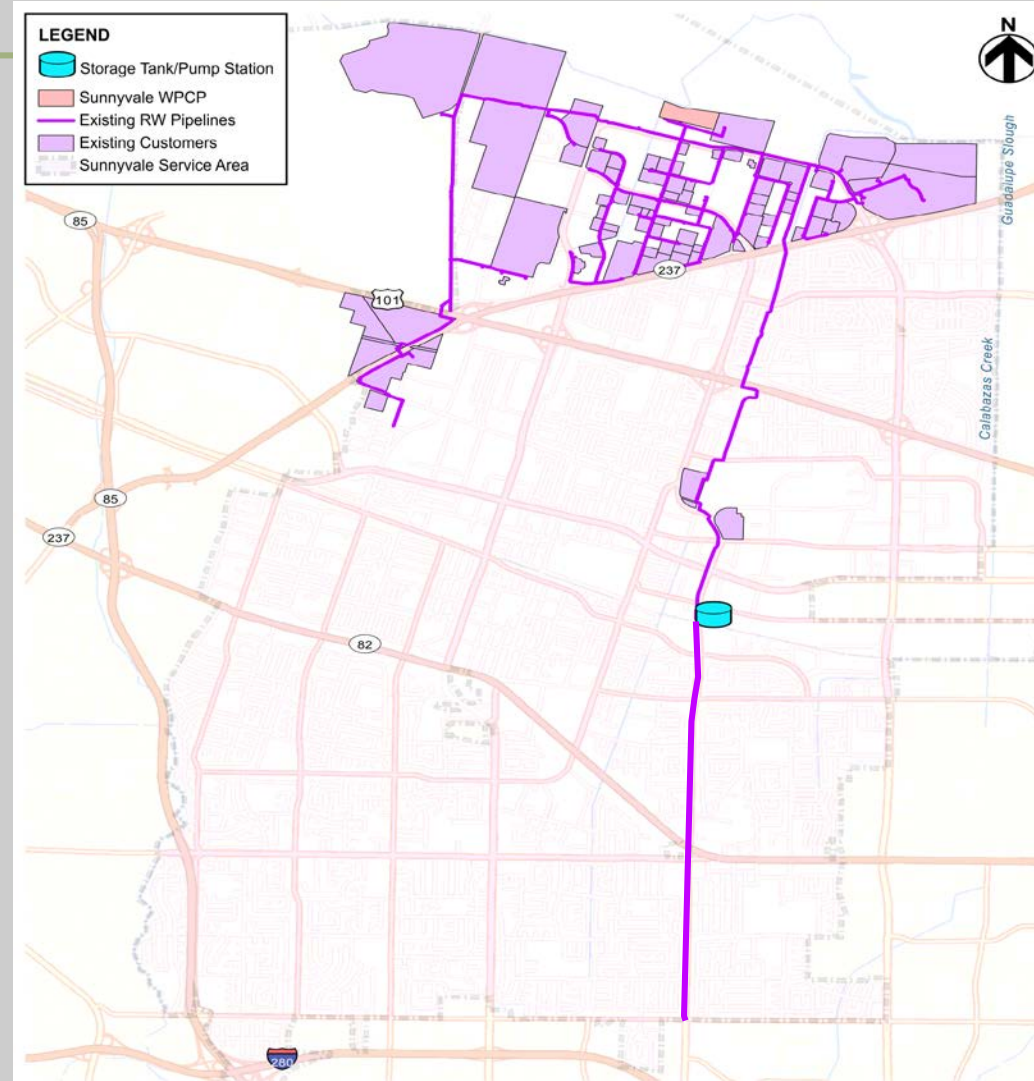 LEGEND
Storage Tank/Pump Station
Sunnyvale WPCP
Existing RW Pipelines
Existing Customers
Sunnyvale Service Area
N
Guadalupe Slough
85
237
101
Calabazas Creek
85
237
82
280